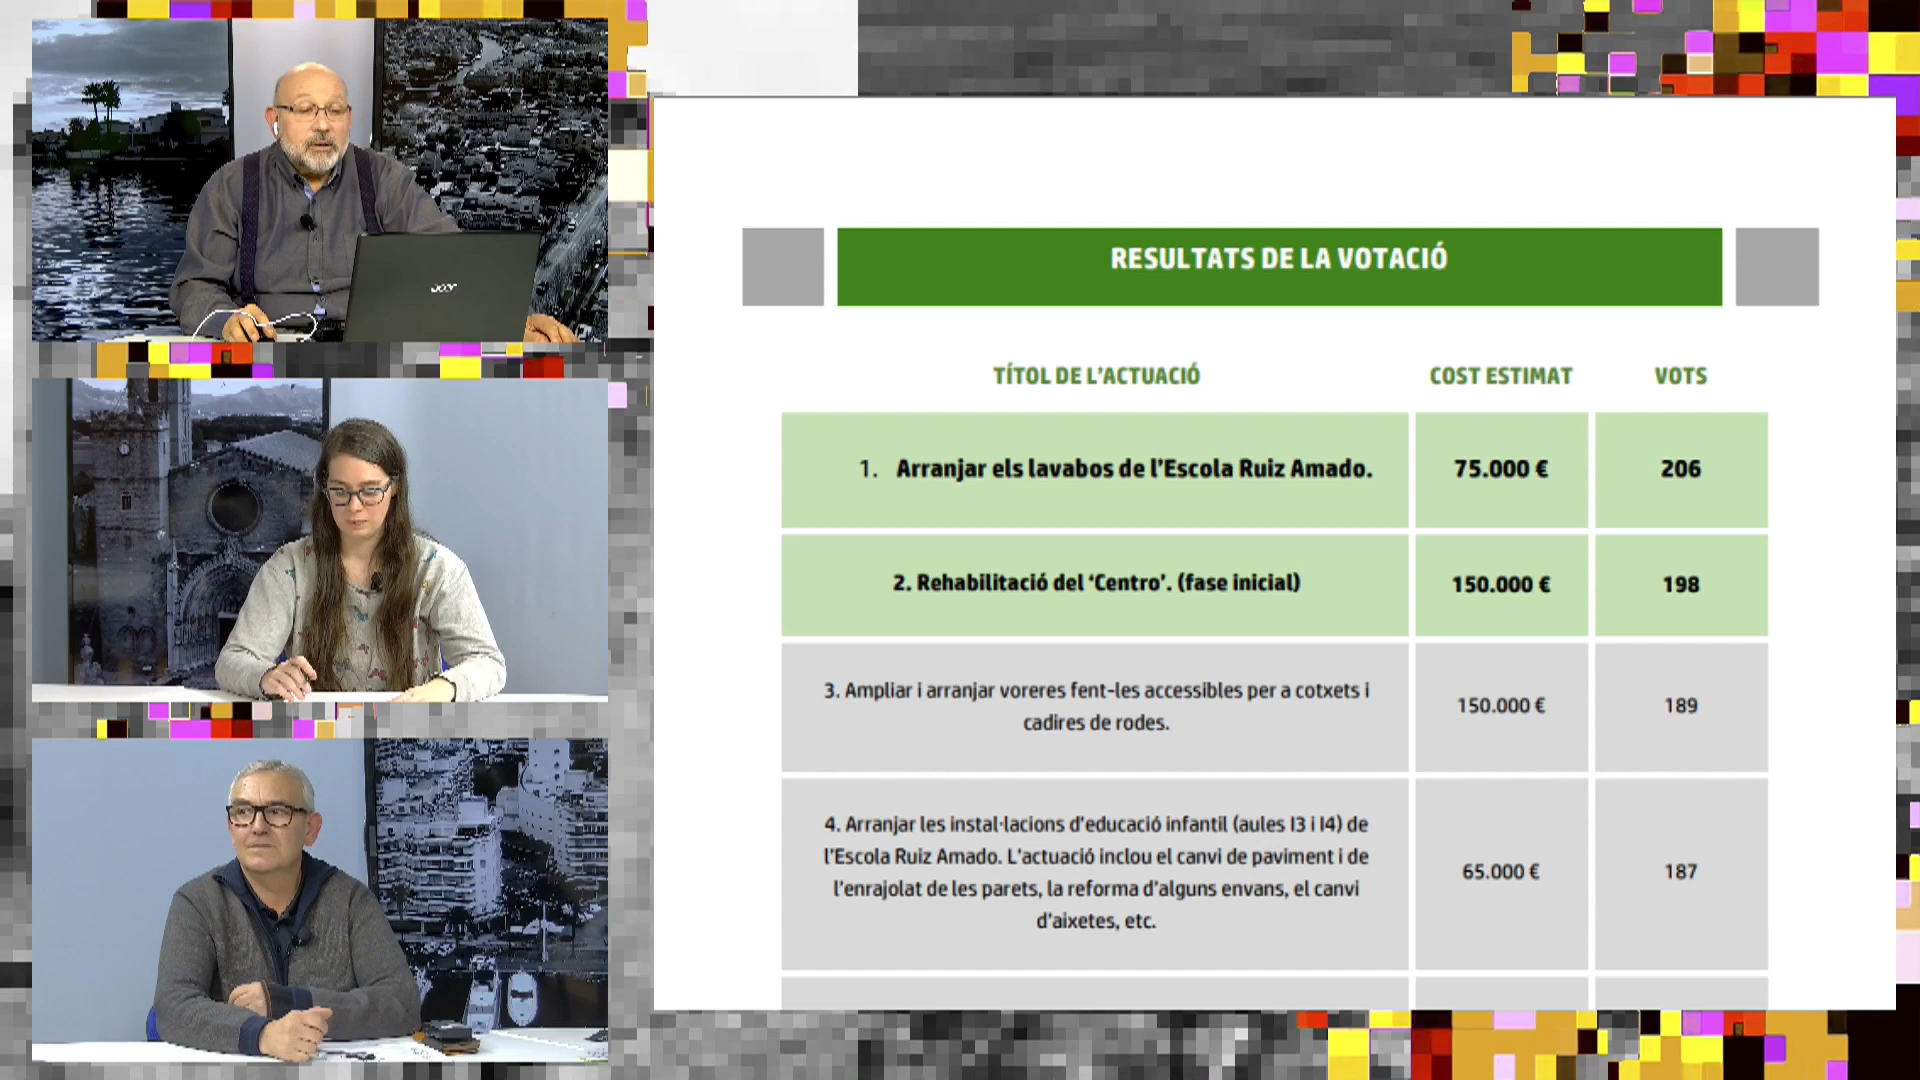 acer
RESULTATS DE LA VOTACIÓ
TÍTOL DE L'ACTUACIÓ COST ESTIMAT VOTS
1. Arranjar els lavabos de l'Escola Ruiz Amado. 75.000 € 206
2. Rehabilitació del ‘Centro’. (fase inicial) 150.000 € 198
3. Ampliar i arranjar voreres fent-les accessibles per a cotxets i
cadires de rodes.
150.000 € 189
4. Arranjar les instal·lacions d'educació infantil (aules I3 i I4) de
l'Escola Ruiz Amado. L'actuació inclou el canvi de paviment i de
l'enrajolat de les parets, la reforma d'alguns envans, el canvi
d'aixetes, etc.
65.000 € 187